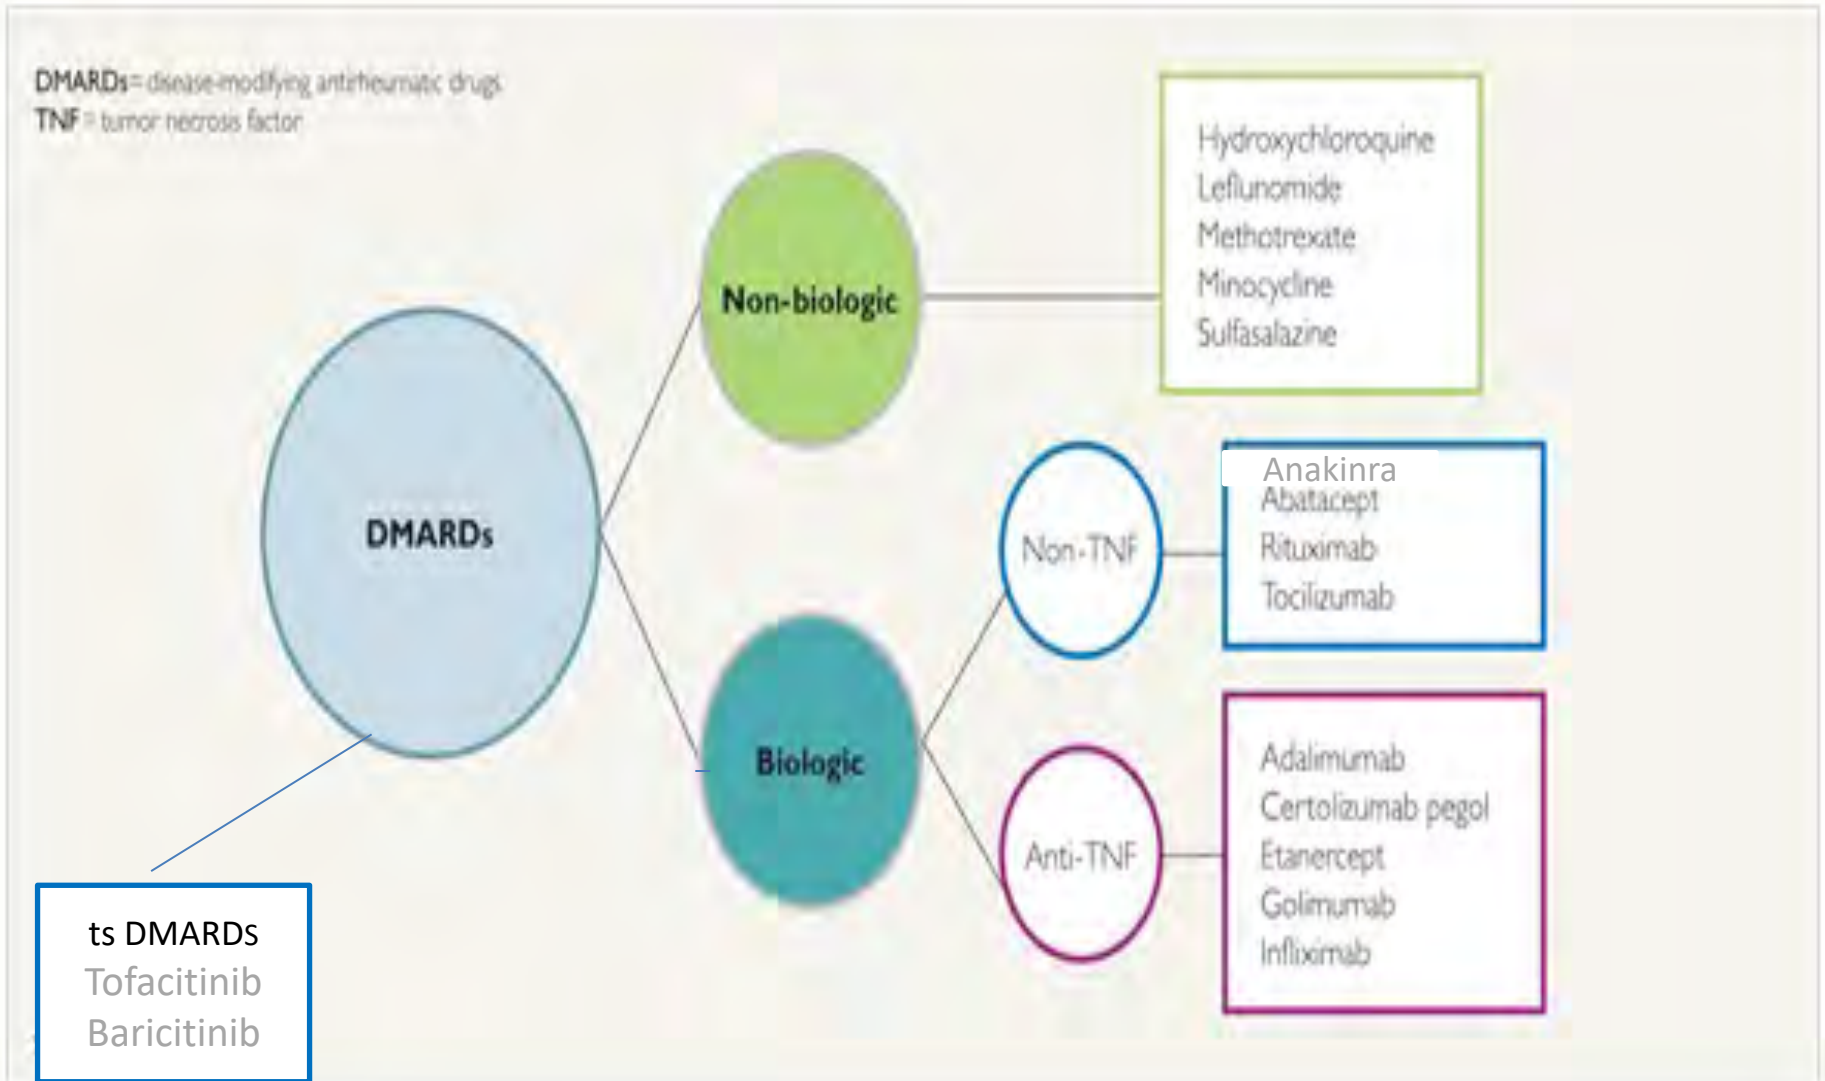 DMARDs = disease-modifying antirheumatic drugs
TNF = tumor necrosis factor
DMARDs
Non-biologic
Hydroxychloroquine
Leflunomide
Methotrexate
Minocycline
Sulfasalazine
Biologic
Non-TNF
Anakinra
Abatacept
Rituximab
Tocilizumab
Anti-TNF
Adalimumab
Certolizumab pegol
Etanercept
Golimumab
Infliximab
ts DMARDs
Tofacitinib
Baricitinib